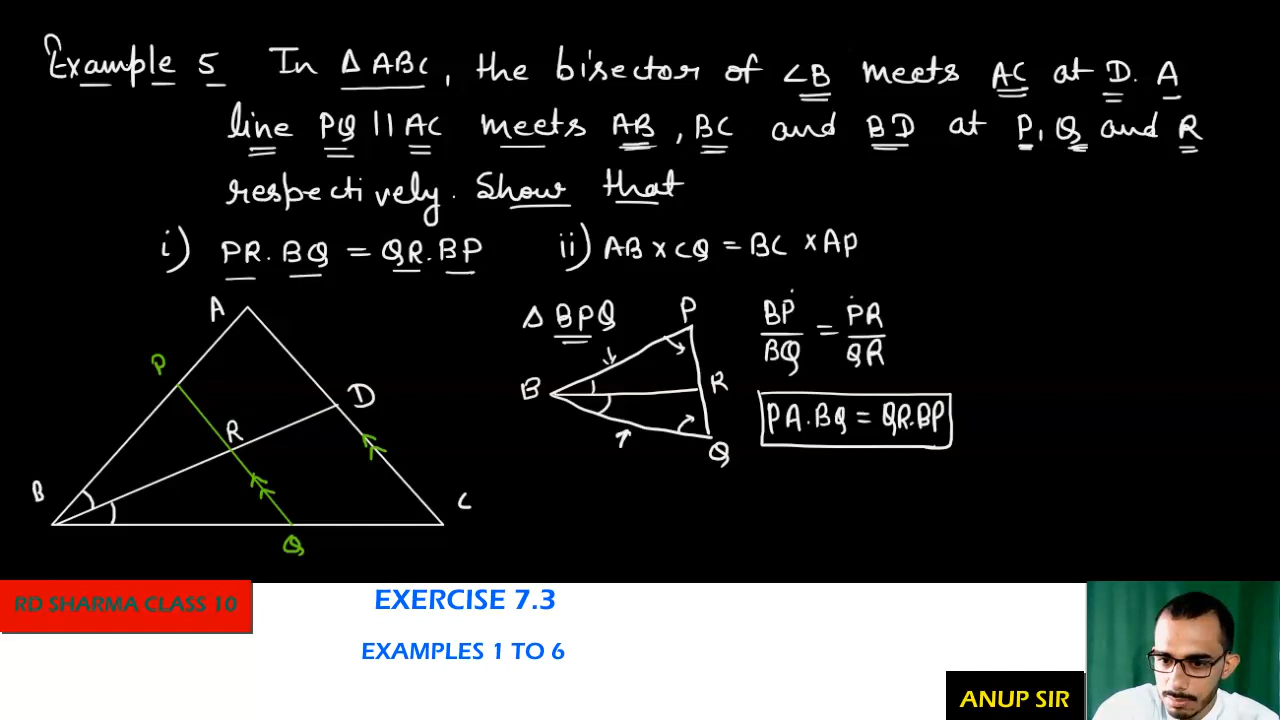 Example 5 In Δ ABC, the bisector of ∠B meets AC at D. A
line PQ || AC meets AB, BC and BD at P, Q and R
respectively. Show that
i) PR. BQ = QR. BP ii) AB × CQ = BC × AP
A
P
D
R
B
C
Q
Δ BPQ
P
B
R
Q
BP/BQ = PR/QR
PR.BQ = QR.BP
RD SHARMA CLASS 10
EXERCISE 7.3
EXAMPLES 1 TO 6
ANUP SIR